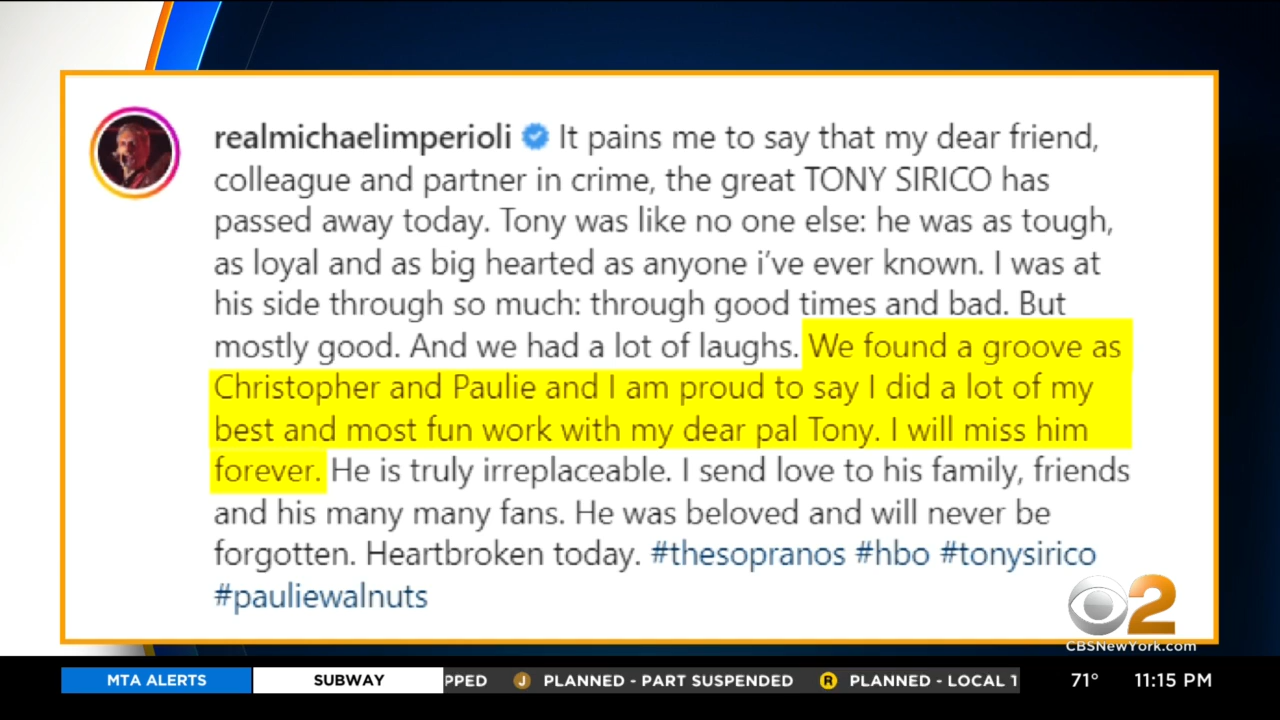 realmichaelimperioli It pains me to say that my dear friend,
colleague and partner in crime, the great TONY SIRICO has
passed away today. Tony was like no one else: he was as tough,
as loyal and as big hearted as anyone i've ever known. I was at
his side through so much: through good times and bad. But
mostly good. And we had a lot of laughs. We found a groove as
Christopher and Paulie and I am proud to say I did a lot of my
best and most fun work with my dear pal Tony. I will miss him
forever. He is truly irreplaceable. I send love to his family, friends
and his many many fans. He was beloved and will never be
forgotten. Heartbroken today. #thesopranos #hbo #tonysirico
#pauliewalnuts
2
CBSNewYork.com
MTA ALERTS SUBWAY PPED J PLANNED - PART SUSPENDED R PLANNED - LOCAL 71° 11:15 PM